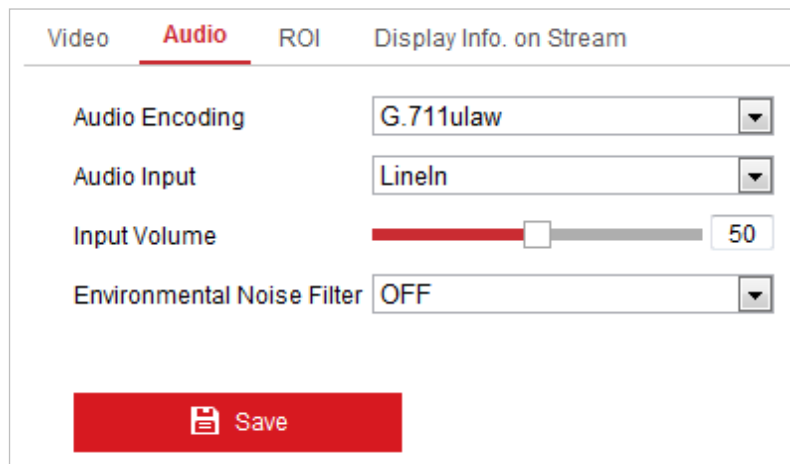 Video Audio ROI Display Info. on Stream
Audio Encoding G.711ulaw
Audio Input LineIn
Input Volume 50
Environmental Noise Filter OFF
Save